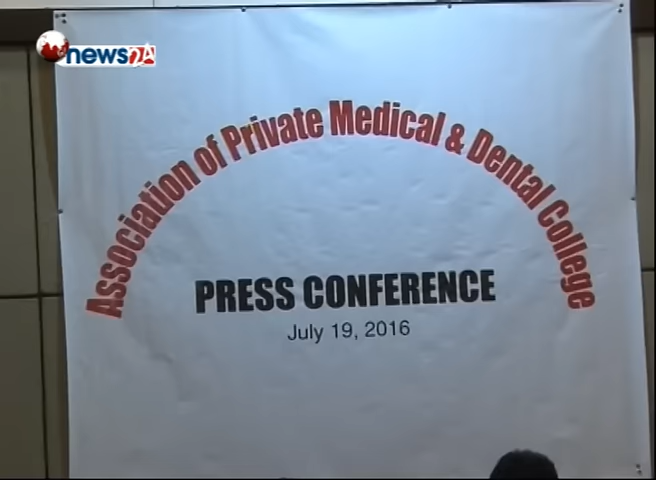 news24
Association of Private Medical & Dental College
PRESS CONFERENCE
July 19, 2016